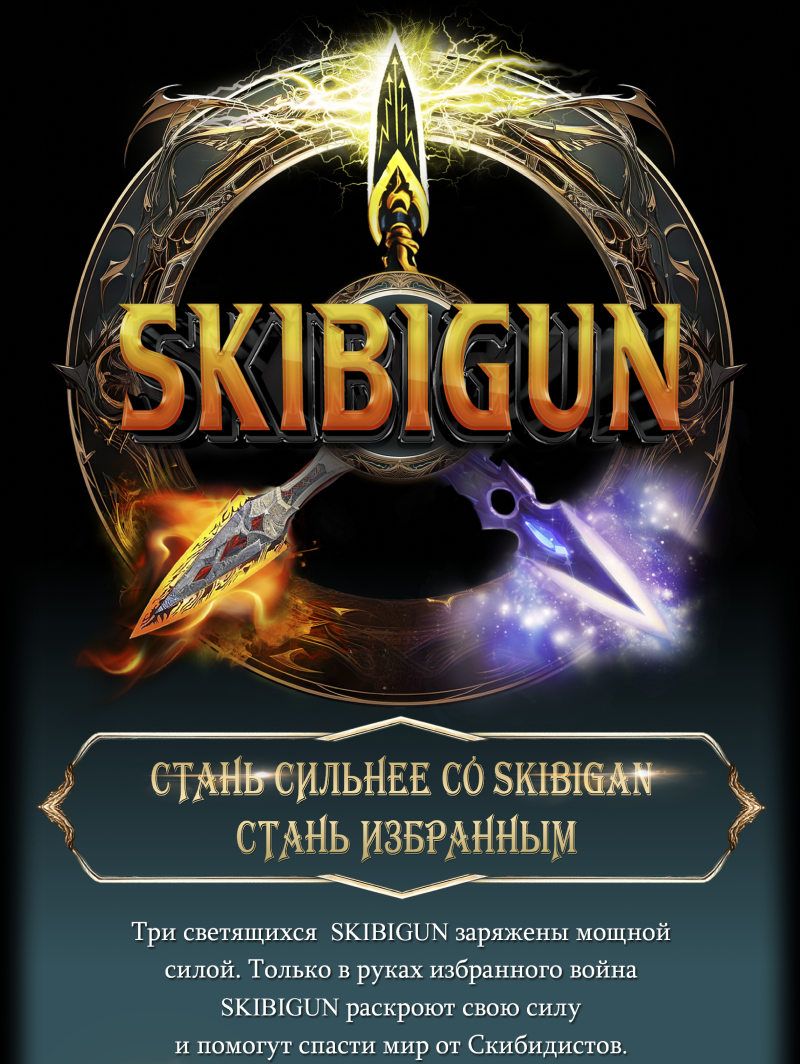 SKIBIGUN
СТАНЬ СИЛЬНЕЕ СО SKIBIGAN
СТАНЬ ИЗБРАННЫМ
Три светящихся SKIBIGUN заряжены мощной
силой. Только в руках избранного война
SKIBIGUN раскроют свою силу
и помогут спасти мир от Скибидистов.